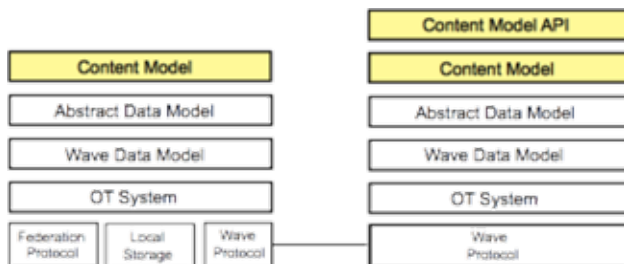 Content Model API
Content Model
Content Model
Abstract Data Model
Abstract Data Model
Wave Data Model
Wave Data Model
OT System
OT System
Federation
Protocol
Local
Storage
Wave
Protocol
Wave
Protocol